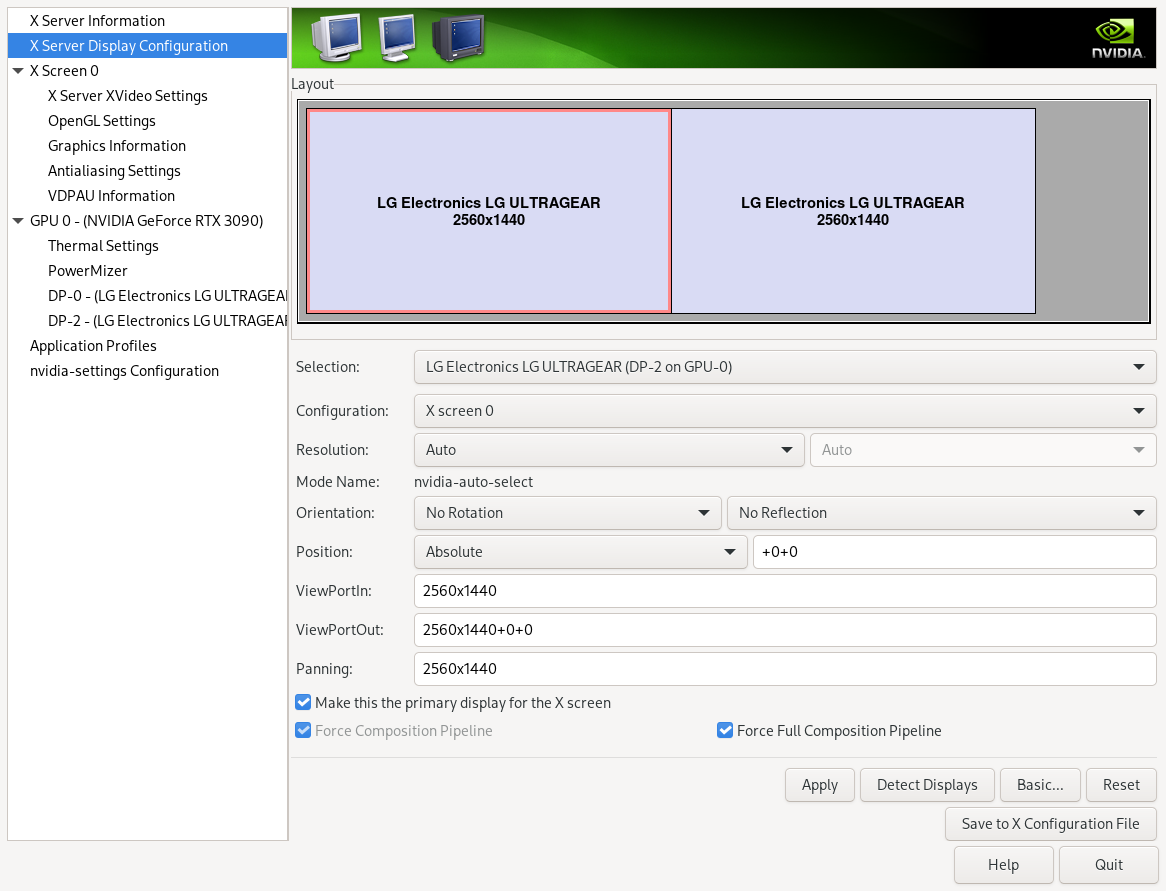 X Server Information
X Server Display Configuration
X Screen 0
X Server XVideo Settings
OpenGL Settings
Graphics Information
Antialiasing Settings
VDPAU Information
GPU 0 - (NVIDIA GeForce RTX 3090)
Thermal Settings
PowerMizer
DP-0 - (LG Electronics LG ULTRAGEA
DP-2 - (LG Electronics LG ULTRAGEAR
Application Profiles
nvidia-settings Configuration
NVIDIA.
Layout
LG Electronics LG ULTRAGEAR
2560x1440
LG Electronics LG ULTRAGEAR
2560x1440
Selection: LG Electronics LG ULTRAGEAR (DP-2 on GPU-0)
Configuration: X screen 0
Resolution: Auto Auto
Mode Name: nvidia-auto-select
Orientation: No Rotation No Reflection
Position: Absolute +0+0
ViewPortIn: 2560x1440
ViewPortOut: 2560x1440+0+0
Panning: 2560x1440
Make this the primary display for the X screen
Force Composition Pipeline Force Full Composition Pipeline
Apply Detect Displays Basic... Reset
Save to X Configuration File
Help Quit